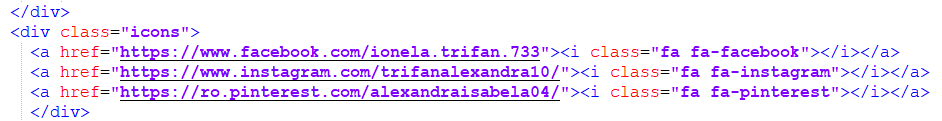 </div>
<div class="icons">
<a href="https://www.facebook.com/ionela.trifan.733"><i class="fa fa-facebook"></i></a>
<a href="https://www.instagram.com/trifanalexandra10/"><i class="fa fa-instagram"></i></a>
<a href="https://ro.pinterest.com/alexandraisabela04/"><i class="fa fa-pinterest"></i></a>
</div>